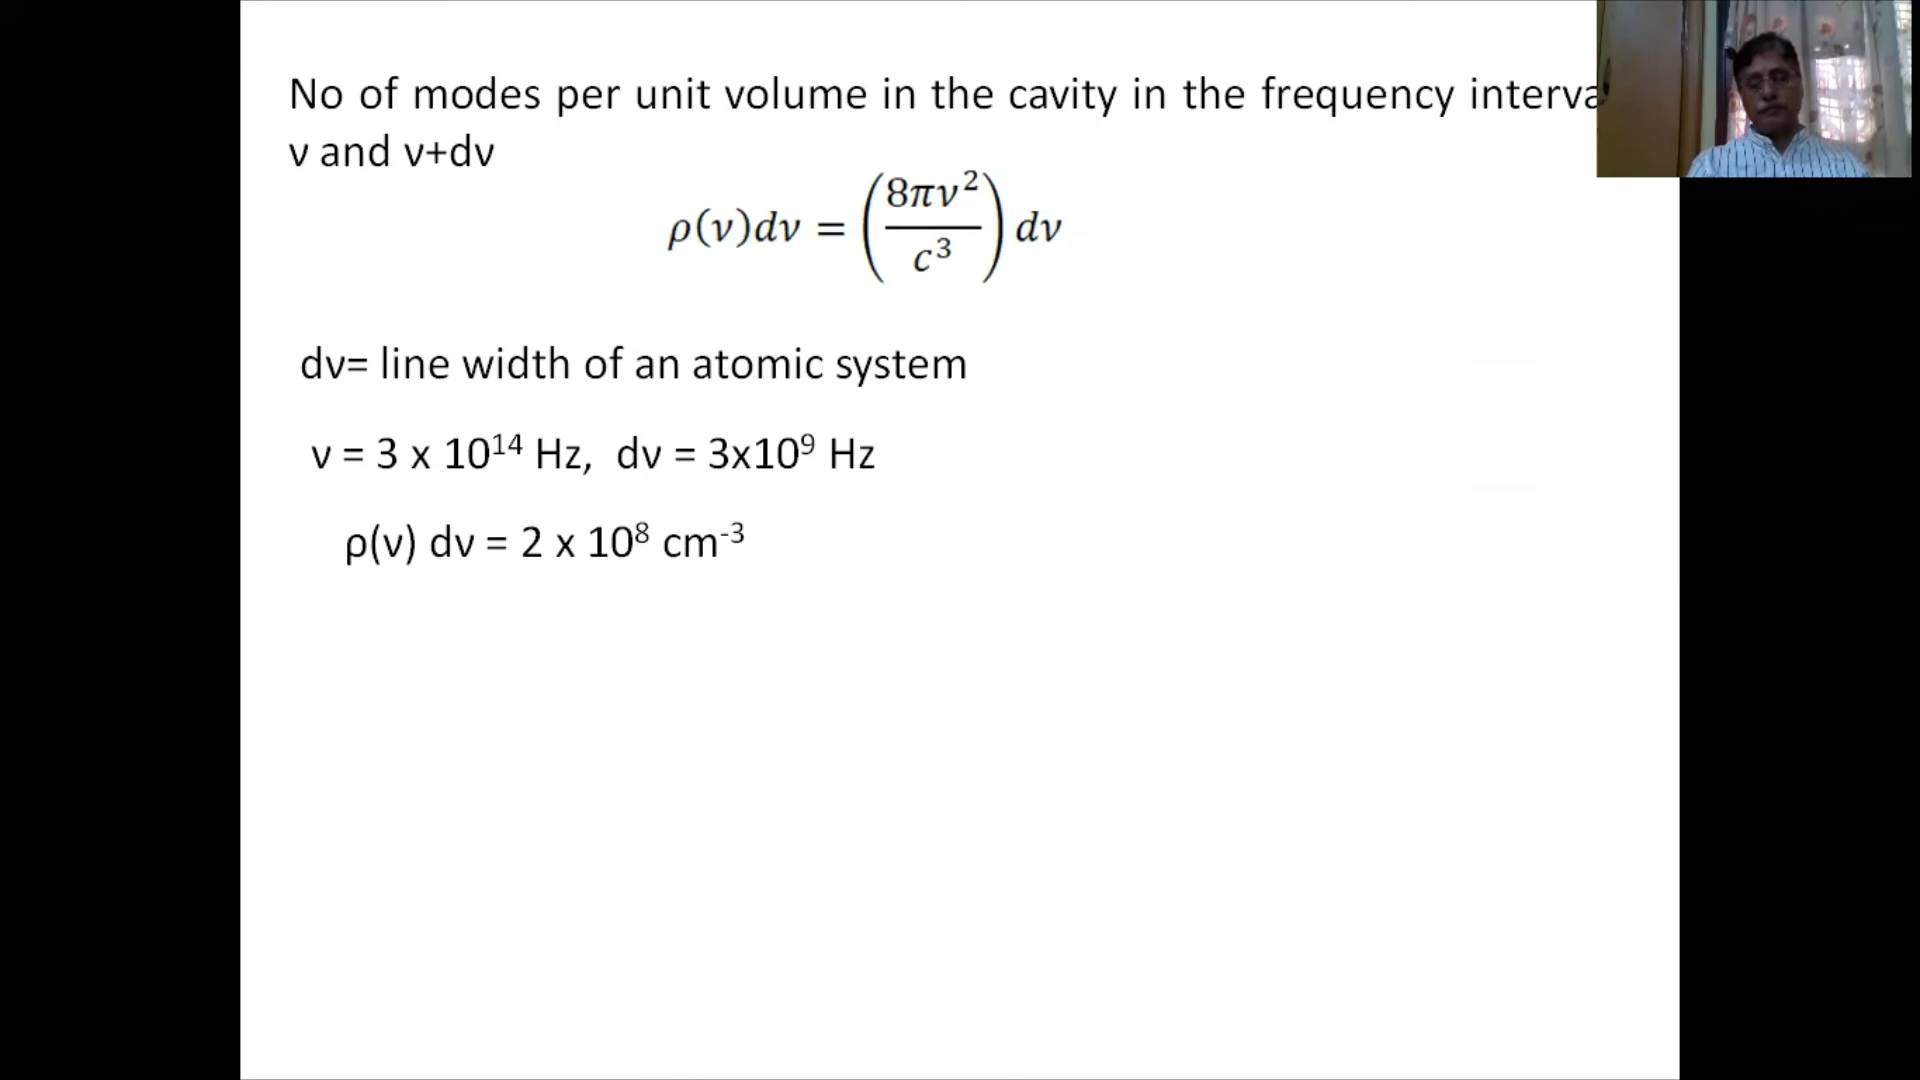 No of modes per unit volume in the cavity in the frequency interva
ν and ν+dν
ρ(ν)dν = (8πν²/c³) dν
dν= line width of an atomic system
ν = 3 x 10¹⁴ Hz, dν = 3x10⁹ Hz
ρ(ν) dν = 2 x 10⁸ cm⁻³